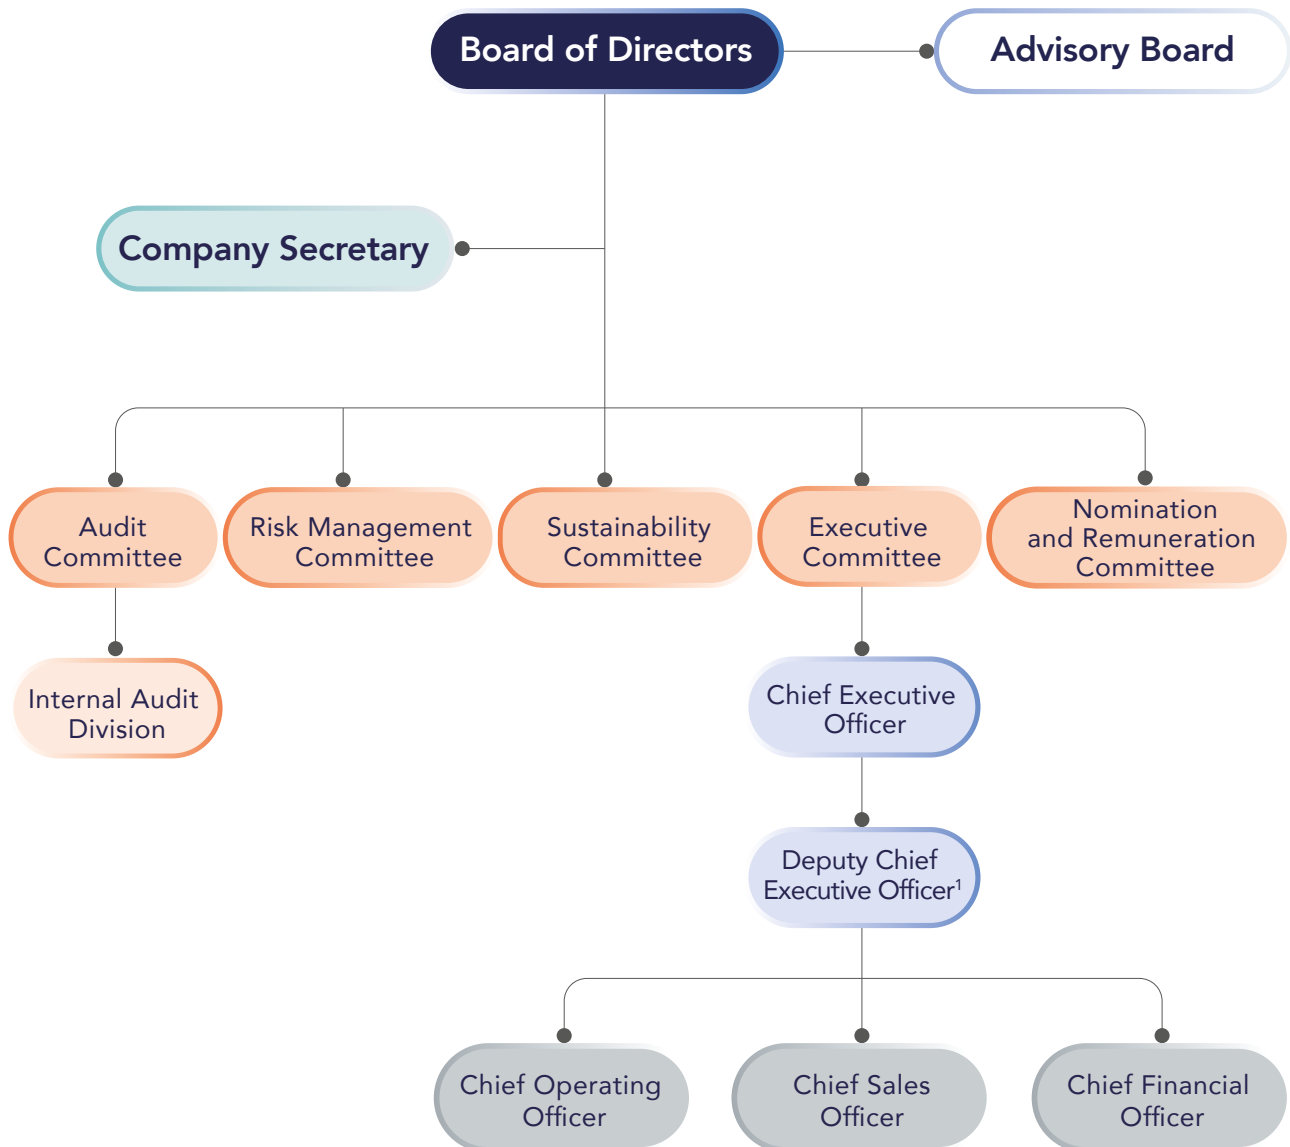 Board of Directors
Advisory Board
Company Secretary
Audit
Committee
Risk Management
Committee
Sustainability
Committee
Executive
Committee
Nomination
and Remuneration
Committee
Internal Audit
Division
Chief Executive
Officer
Deputy Chief
Executive Officer¹
Chief Operating
Officer
Chief Sales
Officer
Chief Financial
Officer